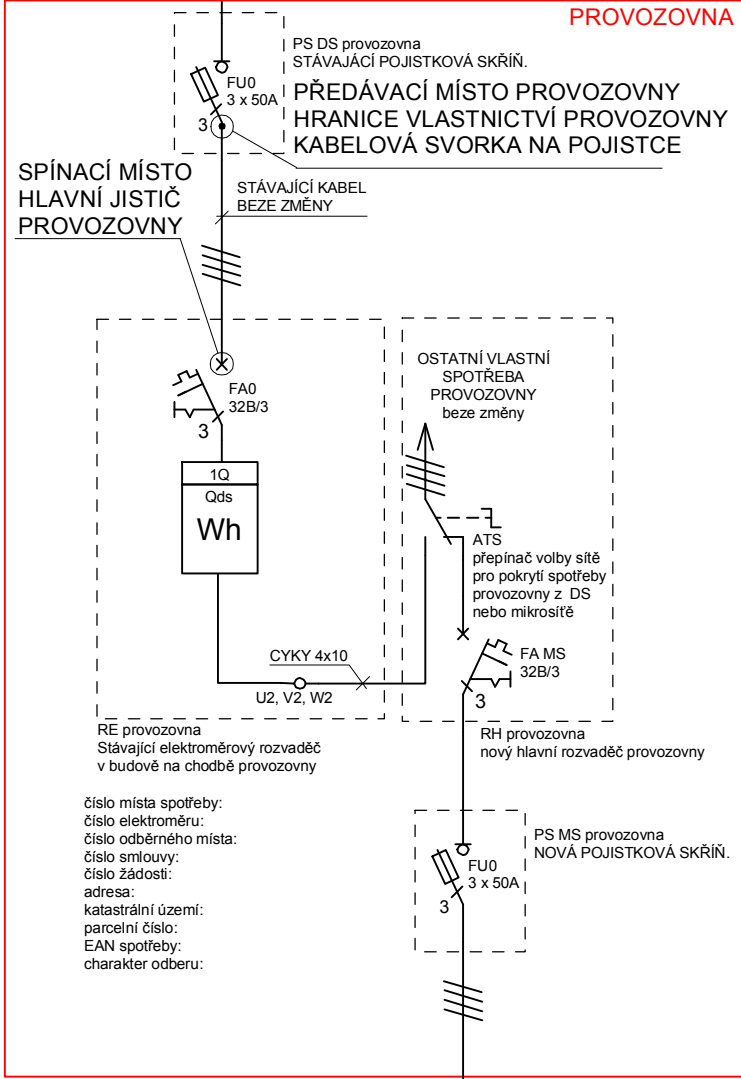 PROVOZOVNA
PS DS provozovna
STÁVAJÁCÍ POJISTKOVÁ SKŘÍŇ.
FU0
3 x 50A
3
PŘEDÁVACÍ MÍSTO PROVOZOVNY
HRANICE VLASTNICTVÍ PROVOZOVNY
KABELOVÁ SVORKA NA POJISTCE
SPÍNACÍ MÍSTO
HLAVNÍ JISTIČ
PROVOZOVNY
STÁVAJÍCÍ KABEL
BEZE ZMĚNY
FA0
32B/3
3
1Q
Qds
Wh
CYKY 4x10
U2, V2, W2
OSTATNÍ VLASTNÍ
SPOTŘEBA
PROVOZOVNY
beze změny
ATS
přepínač volby sítě
pro pokrytí spotřeby
provozovny z DS
nebo mikrosíťě
FA MS
32B/3
3
RE provozovna
Stávající elektroměrový rozvaděč
v budově na chodbě provozovny
RH provozovna
nový hlavní rozvaděč provozovny
číslo místa spotřeby:
číslo elektroměru:
číslo odběrného místa:
číslo smlouvy:
číslo žádosti:
adresa:
katastrální území:
parcelní číslo:
EAN spotřeby:
charakter odberu:
PS MS provozovna
NOVÁ POJISTKOVÁ SKŘÍŇ.
FU0
3 x 50A
3